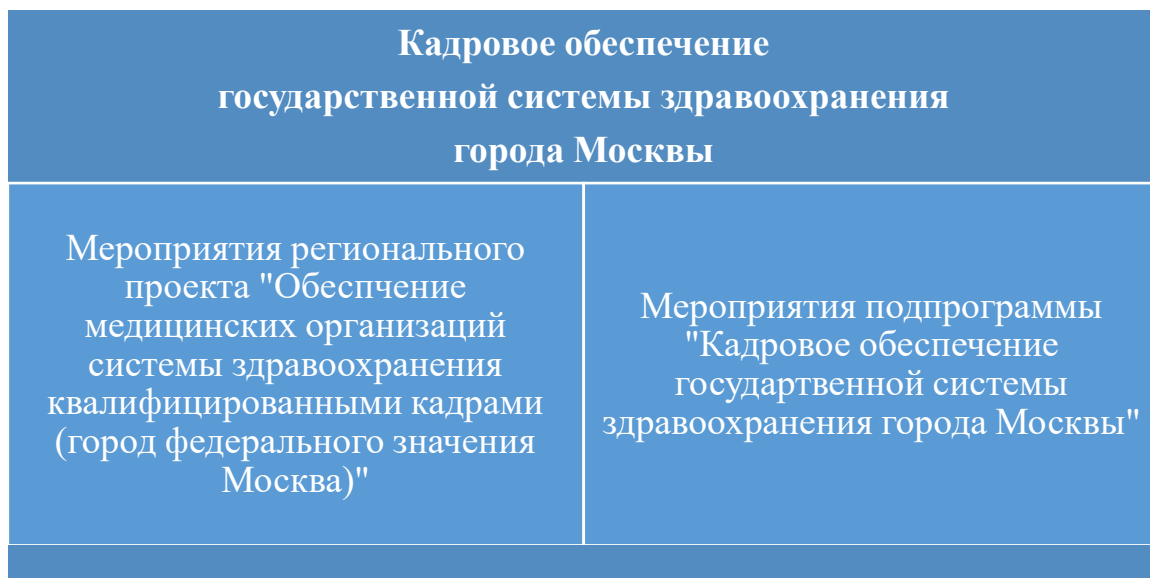 Кадровое обеспечение
государственной системы здравоохранения
города Москвы
Мероприятия регионального
проекта "Обеспчение
медицинских организаций
системы здравоохранения
квалифицированными кадрами
(город федерального значения
Москва)"
Мероприятия подпрограммы
"Кадровое обеспечение
государтвенной системы
здравоохранения города Москвы"